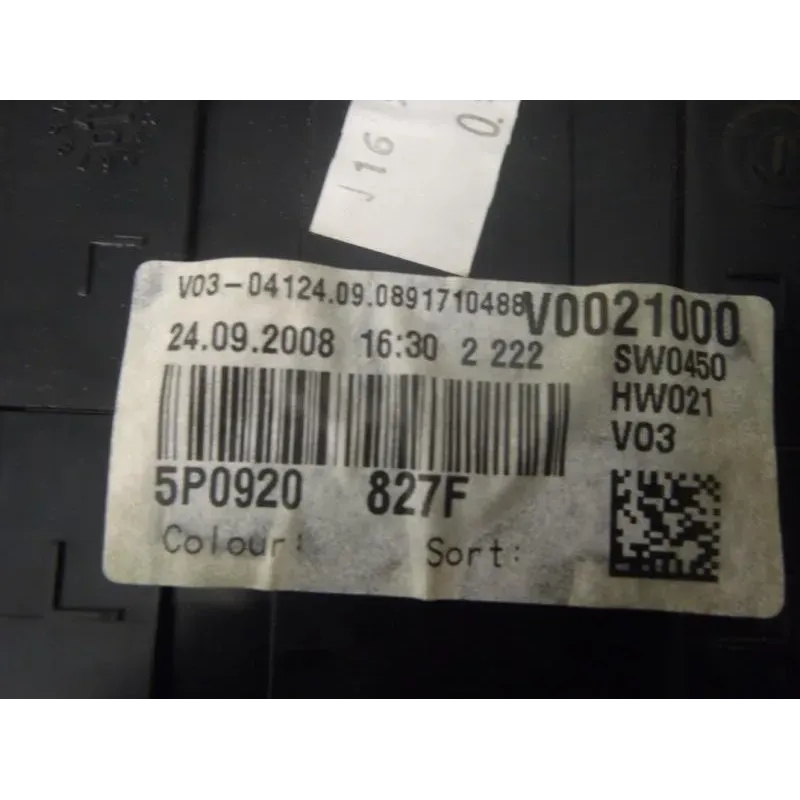 J16
0.
V03-04124.09.0891710488
V0021000
24.09.2008 16:30 2 222
SW0450
HW021
V03
5P0920 827F
Colour: Sort: